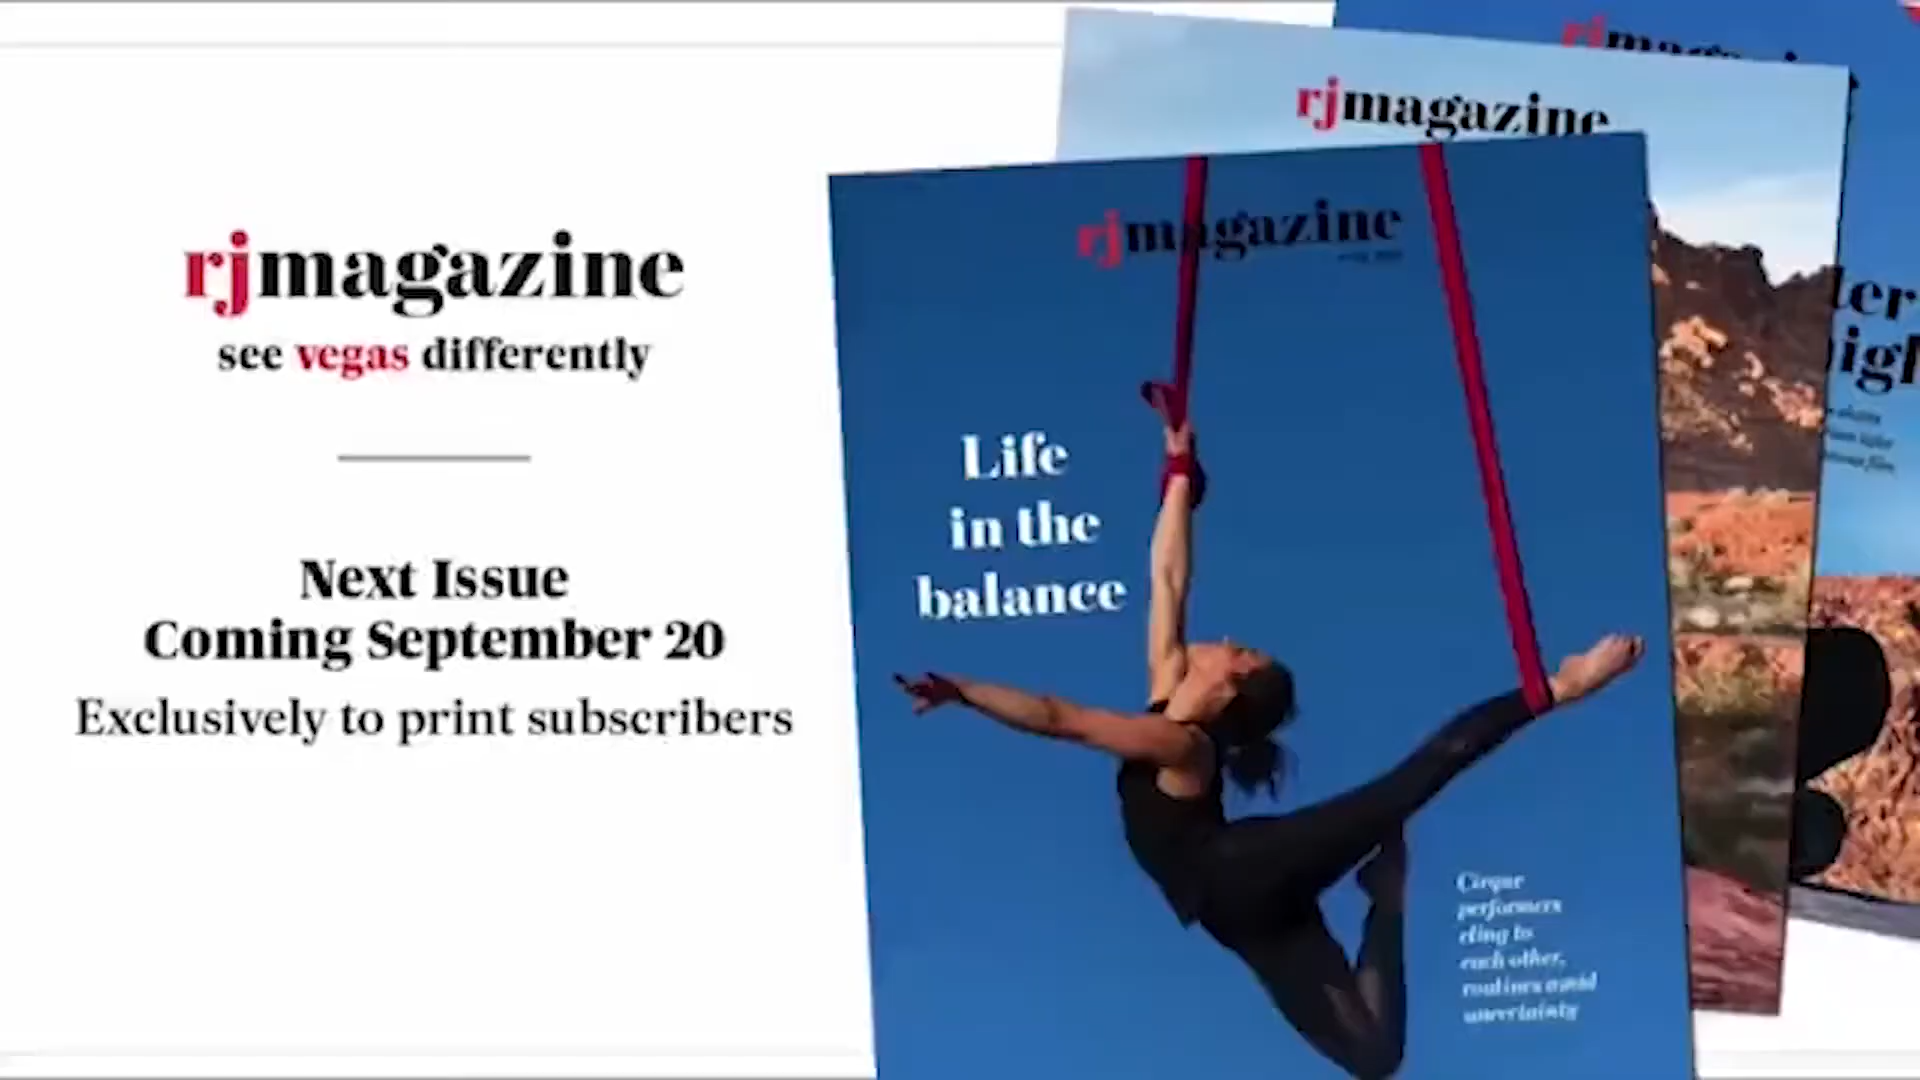 rjmagazine
see vegas differently
Next Issue
Coming September 20
Exclusively to print subscribers
rjmagazine
rjmagazine
rjmagazine
Life
in the
balance
Cirque
performers
cling to
each other,
routines amid
uncertainty